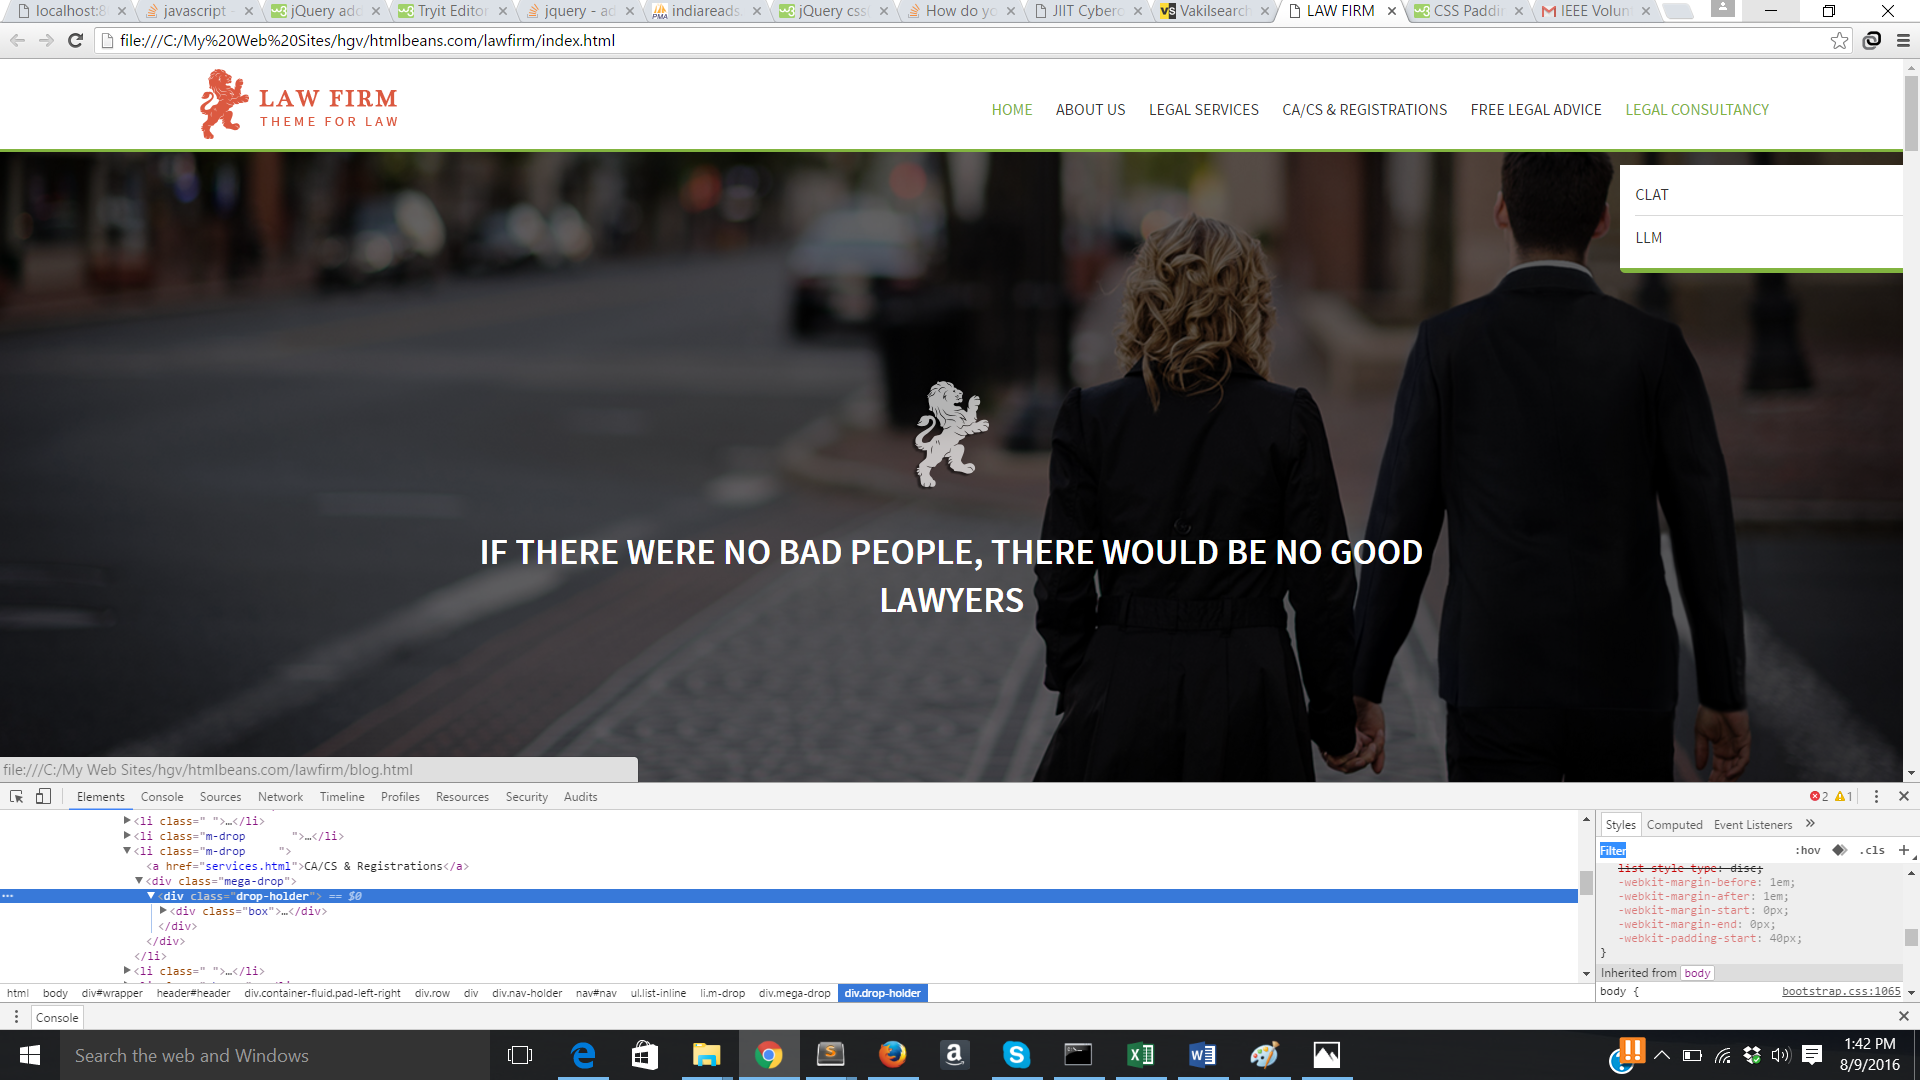 localhost:8 javascript - jQuery add Tryit Editor jquery - ad indiareads jQuery css How do yo JIIT Cyber Vakilsearch LAW FIRM CSS Paddi IEEE Volun
file:///C:/My%20Web%20Sites/hgv/htmlbeans.com/lawfirm/index.html
LAW FIRM
THEME FOR LAW
HOME ABOUT US LEGAL SERVICES CA/CS & REGISTRATIONS FREE LEGAL ADVICE LEGAL CONSULTANCY
CLAT
LLM
IF THERE WERE NO BAD PEOPLE, THERE WOULD BE NO GOOD
LAWYERS
file:///C:/My Web Sites/hgv/htmlbeans.com/lawfirm/blog.html
Elements Console Sources Network Timeline Profiles Resources Security Audits 2 1
<li class=" ">…</li>
<li class="m-drop ">…</li>
<li class="m-drop ">
<a href="services.html">CA/CS & Registrations</a>
<div class="mega-drop">
<div class="drop-holder"> == $0
<div class="box">…</div>
</div>
</div>
</li>
<li class=" ">…</li>
html body div#wrapper header#header div.container-fluid.pad-left-right div.row div div.nav-holder nav#nav ul.list-inline li.m-drop div.mega-drop div.drop-holder
Styles Computed Event Listeners »
Filter :hov .cls +
list-style-type: disc;
-webkit-margin-before: 1em;
-webkit-margin-after: 1em;
-webkit-margin-start: 0px;
-webkit-margin-end: 0px;
-webkit-padding-start: 40px;
}
Inherited from body
body { bootstrap.css:1065
Console
Search the web and Windows
1:42 PM
8/9/2016